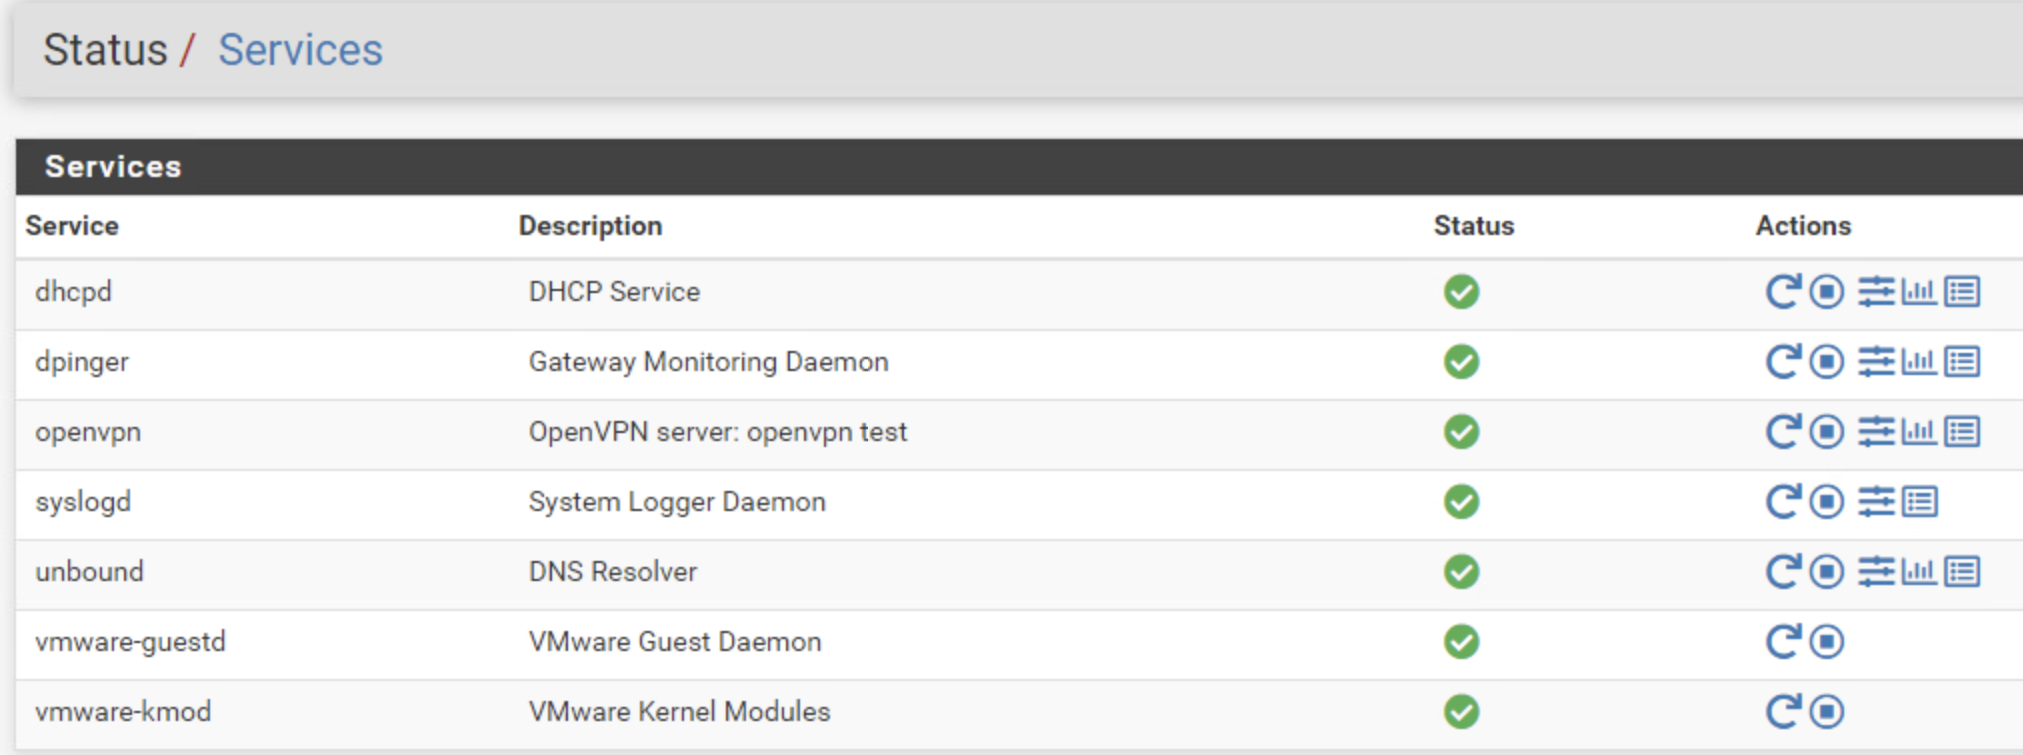 Status / Services
Services
Service Description Status Actions
dhcpd DHCP Service
dpinger Gateway Monitoring Daemon
openvpn OpenVPN server: openvpn test
syslogd System Logger Daemon
unbound DNS Resolver
vmware-guestd VMware Guest Daemon
vmware-kmod VMware Kernel Modules